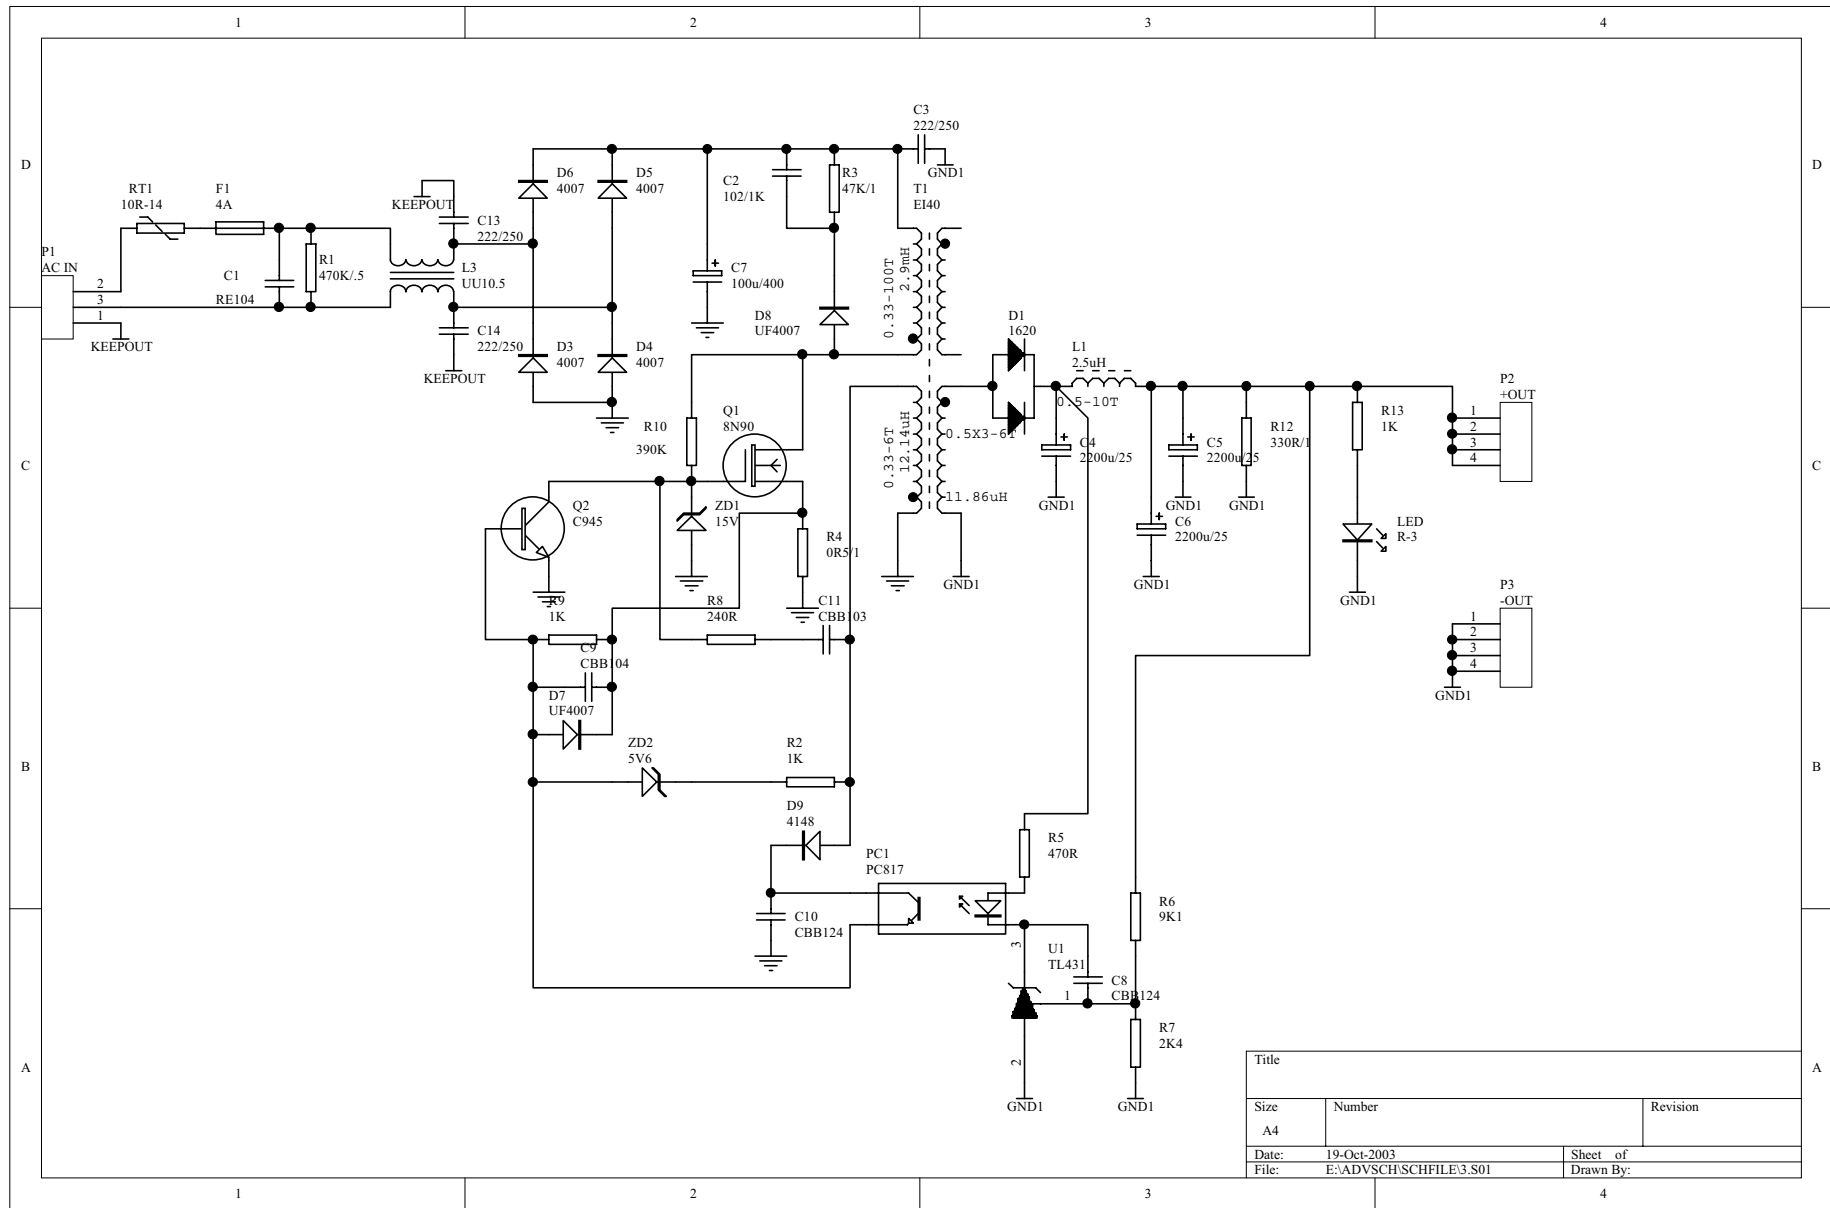 1 2 3 4
D
D
C3
222/250
GND1
RT1
10R-14
F1
4A
KEEPOUT
D6
4007
D5
4007
C2
102/1K
R3
47K/1
T1
EI40
C13
222/250
P1
AC IN
2
3
1
KEEPOUT
C1
RE104
R1
470K/.5
L3
UU10.5
C7
100u/400
0.33-100T
2.9mH
C14
222/250
KEEPOUT
D3
4007
D4
4007
D8
UF4007
D1
1620
L1
2.5uH
0.5-10T
P2
+OUT
1
2
3
4
C
C
R10
390K
Q1
8N90
0.33-6T
12.14uH
0.5X3-6T
11.86uH
C4
2200u/25
GND1
C5
2200u/25
GND1
R12
330R/1
GND1
R13
1K
Q2
C945
ZD1
15V
R4
0R5/1
GND1
C6
2200u/25
GND1
LED
R-3
GND1
P3
-OUT
1
2
3
4
GND1
R9
1K
R8
240R
C11
CBB103
C9
CBB104
D7
UF4007
ZD2
5V6
R2
1K
B
B
D9
4148
PC1
PC817
R5
470R
C10
CBB124
R6
9K1
3
U1
TL431
1
C8
CBB124
2
R7
2K4
GND1
GND1
A
A
Title
Size
A4
Number
Revision
Date:
19-Oct-2003
Sheet of
File:
E:\ADVSCH\SCHFILE\3.S01
Drawn By:
1 2 3 4